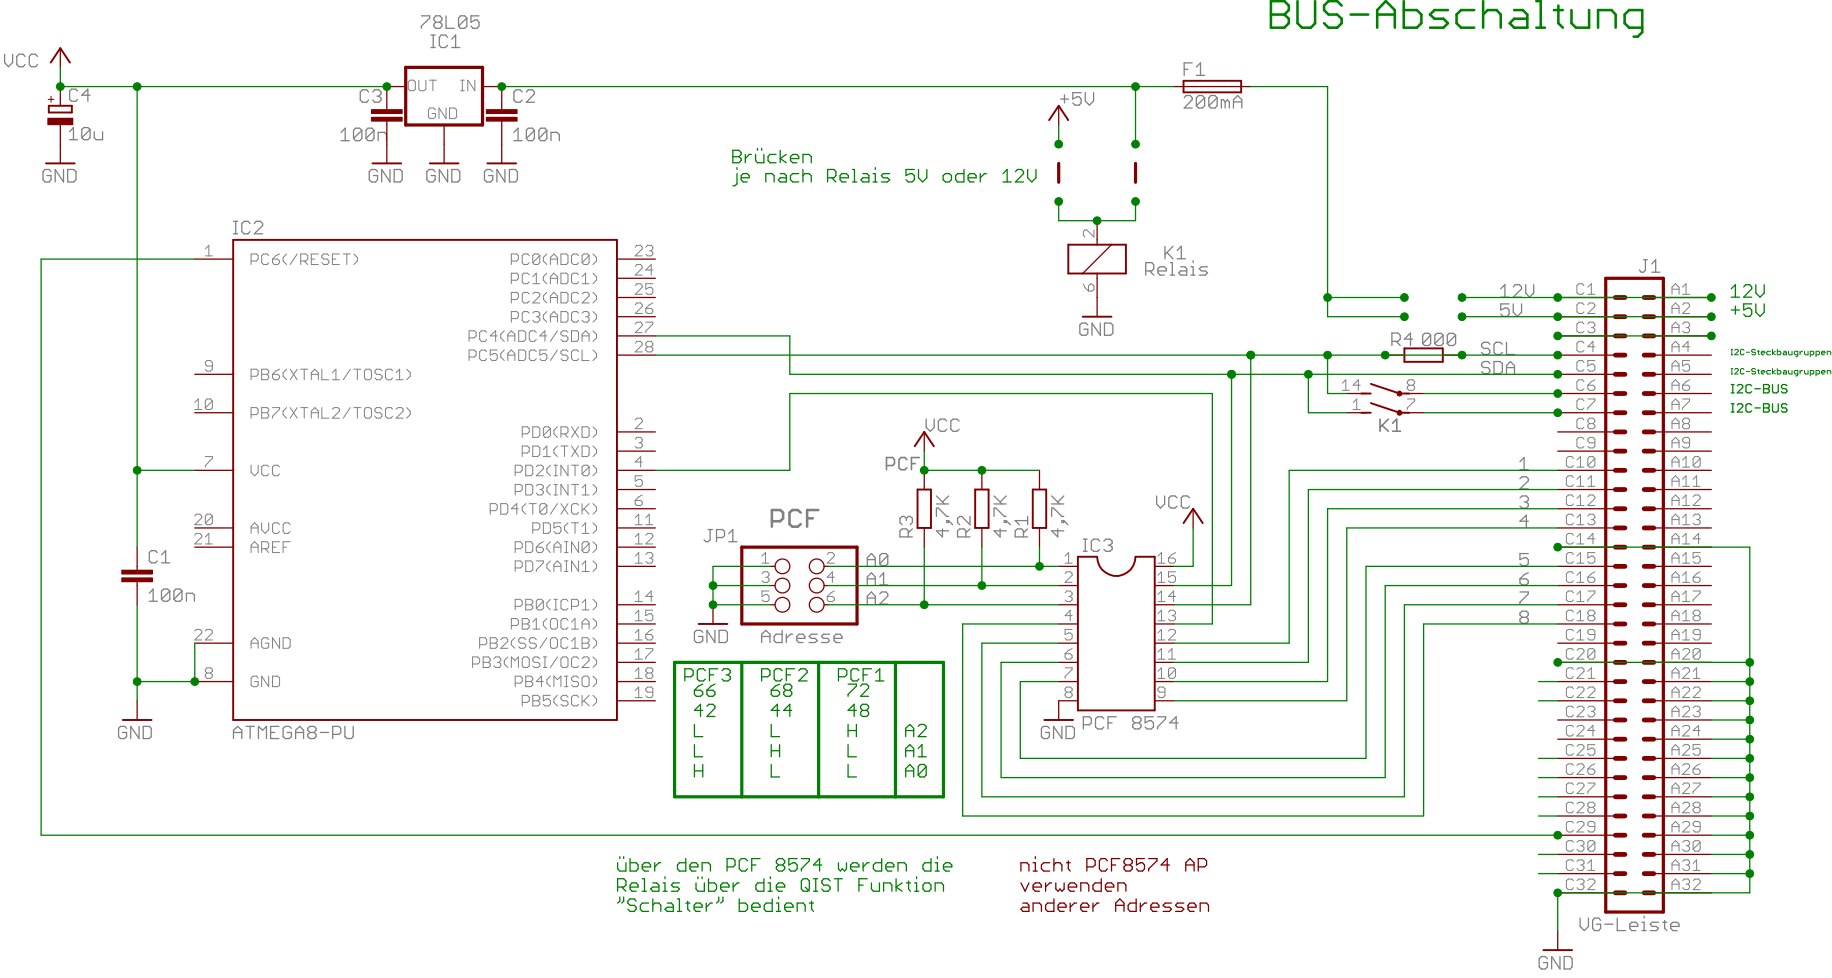 BUS-Abschaltung
78L05
IC1
VCC
OUT IN
GND
C4
10u
GND
C3
100n
GND
GND
C2
100n
GND
F1
200mA
+5V
Brücken
je nach Relais 5V oder 12V
2
K1
Relais
6
GND
IC2
1 PC6(/RESET)
9 PB6(XTAL1/TOSC1)
10 PB7(XTAL2/TOSC2)
7 VCC
20 AVCC
21 AREF
22 AGND
8 GND
PC0(ADC0) 23
PC1(ADC1) 24
PC2(ADC2) 25
PC3(ADC3) 26
PC4(ADC4/SDA) 27
PC5(ADC5/SCL) 28
PD0(RXD) 2
PD1(TXD) 3
PD2(INT0) 4
PD3(INT1) 5
PD4(T0/XCK) 6
PD5(T1) 11
PD6(AIN0) 12
PD7(AIN1) 13
PB0(ICP1) 14
PB1(OC1A) 15
PB2(SS/OC1B) 16
PB3(MOSI/OC2) 17
PB4(MISO) 18
PB5(SCK) 19
ATMEGA8-PU
C1
100n
GND
VCC
PCF
R3 4,7K
R2 4,7K
R1 4,7K
PCF
JP1
1 2 A0
3 4 A1
5 6 A2
GND
Adresse
VCC
IC3
1 16
2 15
3 14
4 13
5 12
6 11
7 10
8 9
GND
PCF 8574
PCF3 PCF2 PCF1
66 68 72
42 44 48
L L H A2
L H L A1
H L L A0
12V
5V
R4 000
SCL
SDA
14 8
1 7
K1
1
2
3
4
5
6
7
8
J1
C1 A1 12V
C2 A2 +5V
C3 A3
C4 A4 I2C-Steckbaugruppen
C5 A5 I2C-Steckbaugruppen
C6 A6 I2C-BUS
C7 A7 I2C-BUS
C8 A8
C9 A9
C10 A10
C11 A11
C12 A12
C13 A13
C14 A14
C15 A15
C16 A16
C17 A17
C18 A18
C19 A19
C20 A20
C21 A21
C22 A22
C23 A23
C24 A24
C25 A25
C26 A26
C27 A27
C28 A28
C29 A29
C30 A30
C31 A31
C32 A32
VG-Leiste
GND
über den PCF 8574 werden die
Relais über die QIST Funktion
"Schalter" bedient
nicht PCF8574 AP
verwenden
anderer Adressen